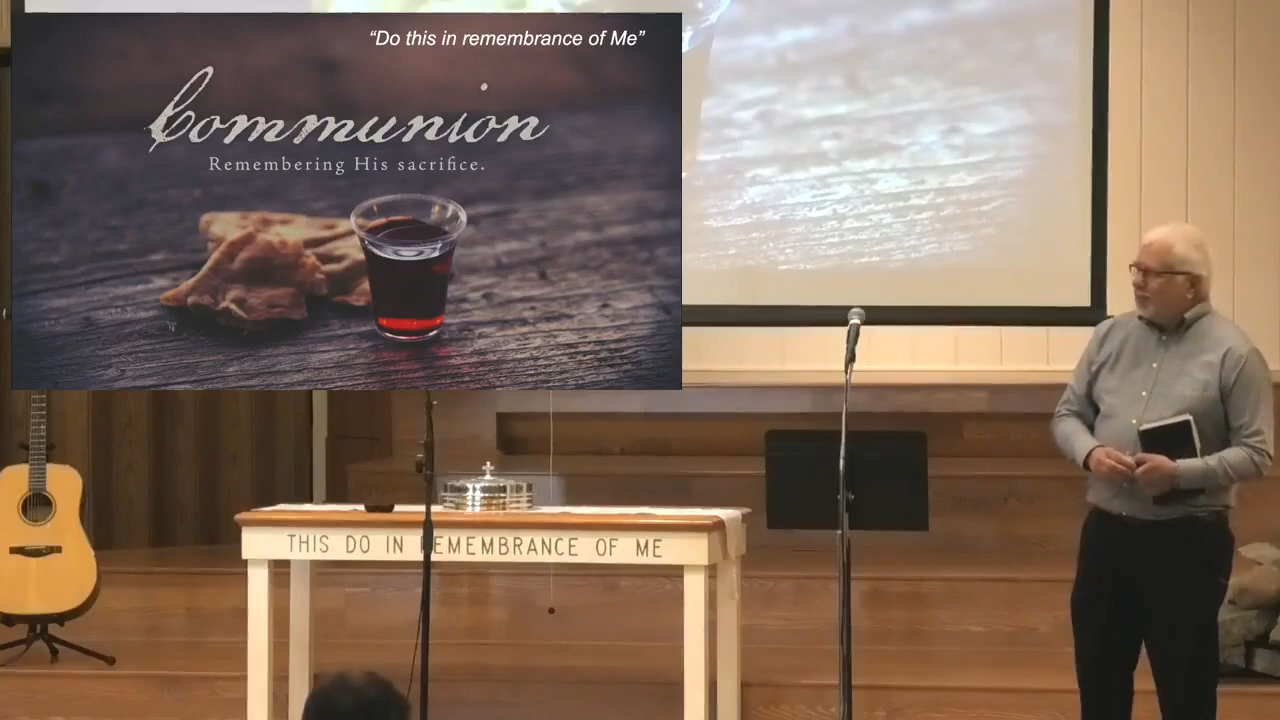 “Do this in remembrance of Me”
Communion
Remembering His sacrifice.
THIS DO IN REMEMBRANCE OF ME